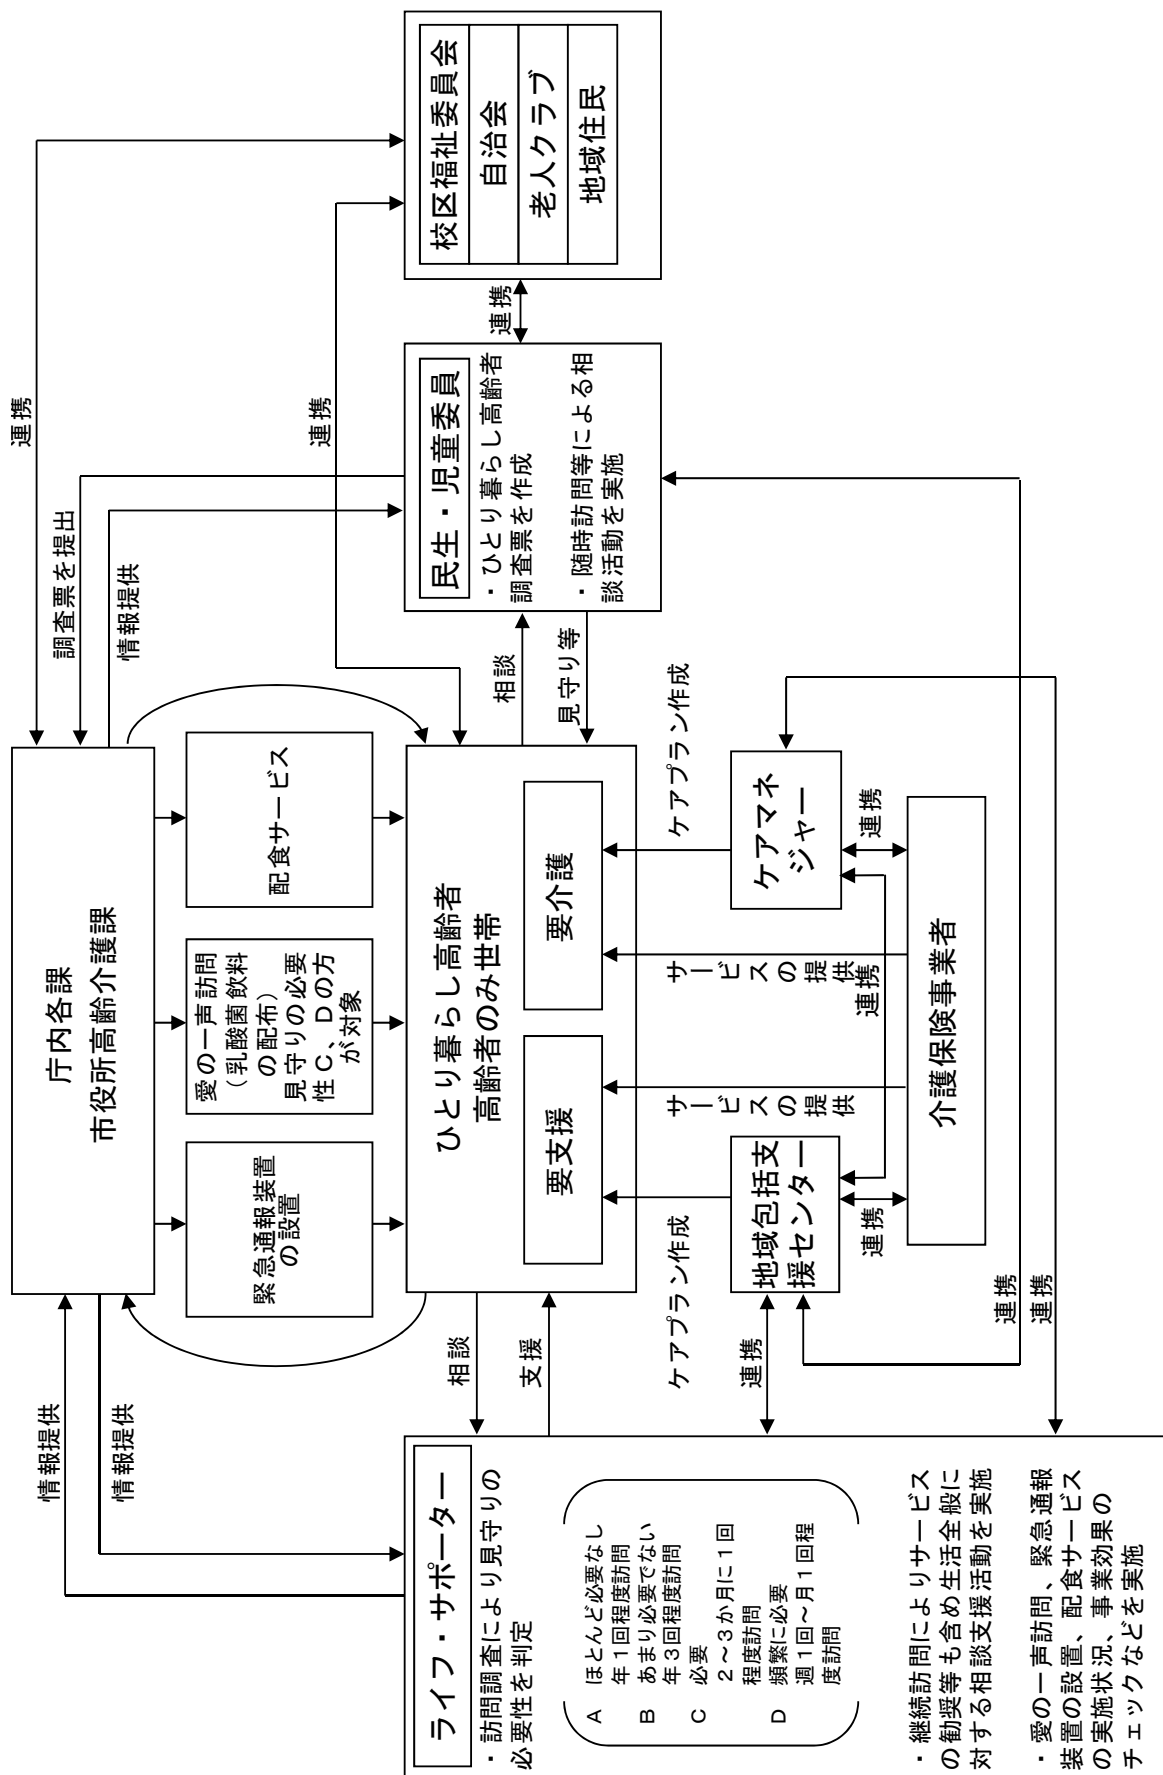 庁内各課
市役所高齢介護課
情報提供
情報提供
調査票を提出
情報提供
連携
連携
緊急通報装置
の設置
愛の一声訪問
（乳酸菌飲料
の配布）
見守りの必要
性C、Dの方
が対象
配食サービス
ライフ・サポーター
・訪問調査により見守りの
必要性を判定
A ほとんど必要なし
年１回程度訪問
B あまり必要でない
年３回程度訪問
C 必要
２～３か月に１回
程度訪問
D 頻繁に必要
週１回～月１回程
度訪問
・継続訪問によりサービス
の勧奨等も含め生活全般に
対する相談支援活動を実施
・愛の一声訪問、緊急通報
装置の設置、配食サービス
の実施状況、事業効果の
チェックなどを実施
相談
支援
ひとり暮らし高齢者
高齢者のみ世帯
要支援
要介護
相談
見守り等
民生・児童委員
・ひとり暮らし高齢者
調査票を作成
・随時訪問等による相
談活動を実施
連携
校区福祉委員会
自治会
老人クラブ
地域住民
ケアプラン作成
サービスの提供
サービスの提供
ケアプラン作成
連携
地域包括支
援センター
ケアマネ
ジャー
連携
連携
連携
介護保険事業者
連携
連携